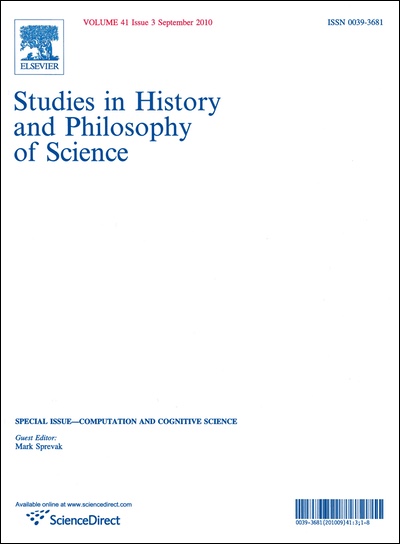 VOLUME 41 Issue 3 September 2010
ISSN 0039-3681
ELSEVIER
Studies in History
and Philosophy
of Science
SPECIAL ISSUE—COMPUTATION AND COGNITIVE SCIENCE
Guest Editor:
Mark Sprevak
Available online at www.sciencedirect.com
ScienceDirect
0039-3681(201009)41:3;1-8